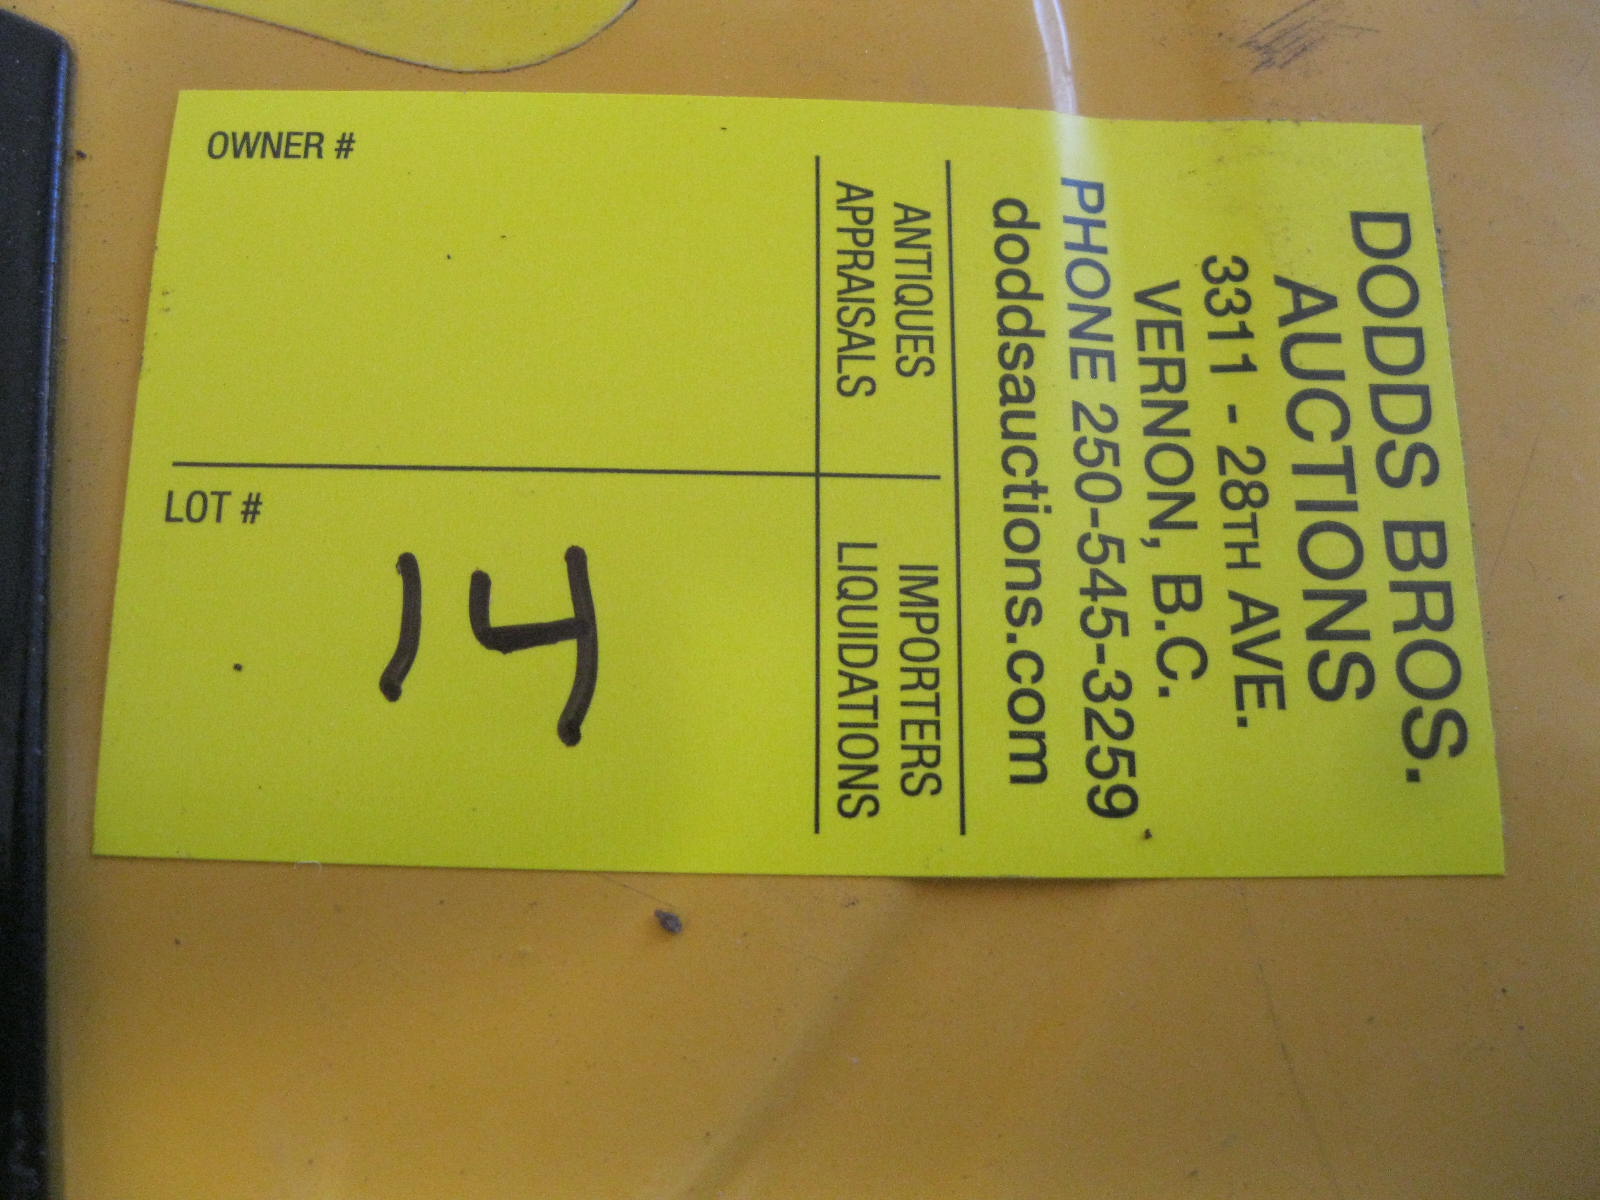 DODDS BROS.
AUCTIONS
3311 - 28TH AVE.
VERNON, B.C.
PHONE 250-545-3259
doddsauctions.com
ANTIQUES
APPRAISALS
IMPORTERS
LIQUIDATIONS
OWNER #
LOT #
14